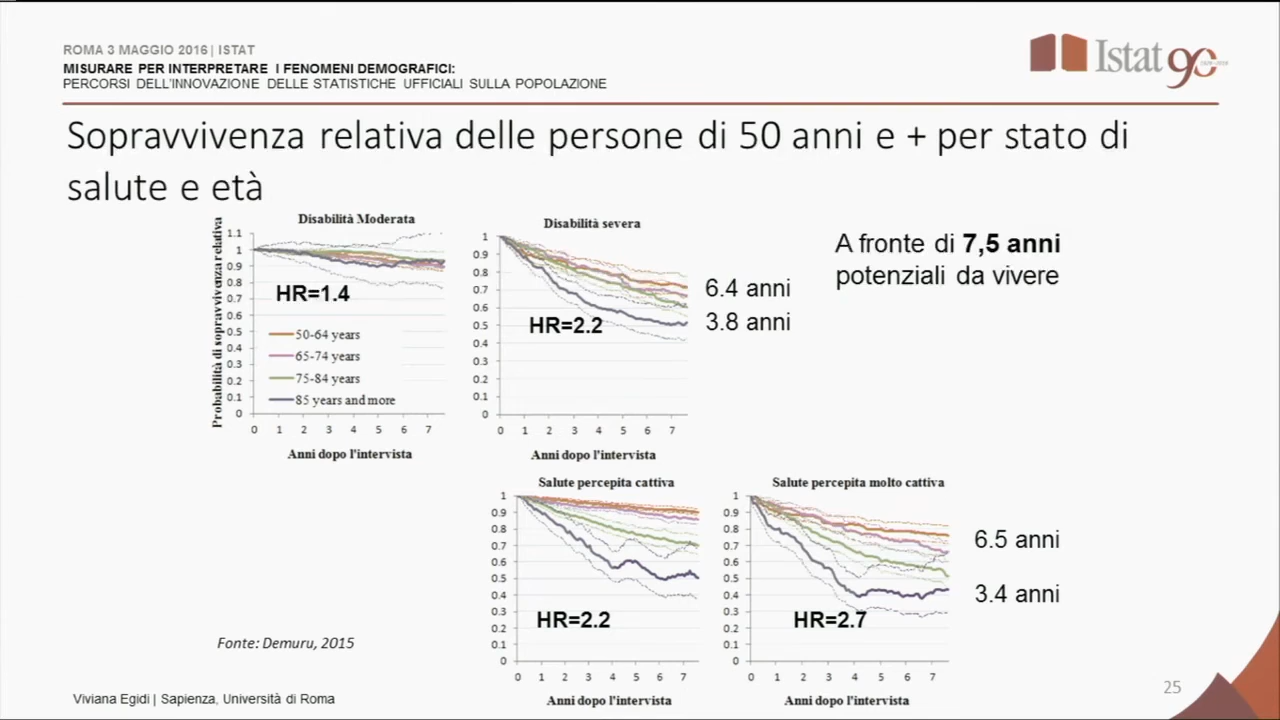 ROMA 3 MAGGIO 2016 | ISTAT
MISURARE PER INTERPRETARE I FENOMENI DEMOGRAFICI:
PERCORSI DELL'INNOVAZIONE DELLE STATISTICHE UFFICIALI SULLA POPOLAZIONE
Istat 90
Sopravvivenza relativa delle persone di 50 anni e + per stato di
salute e età
Disabilità Moderata
Probabilità di sopravvivenza relativa
1.1
1
0.9
0.8
0.7
0.6
0.5
0.4
0.3
0.2
0.1
0
HR=1.4
50-64 years
65-74 years
75-84 years
85 years and more
0 1 2 3 4 5 6 7
Anni dopo l'intervista
Disabilità severa
1
0.9
0.8
0.7
0.6
0.5
0.4
0.3
0.2
0.1
0
HR=2.2
0 1 2 3 4 5 6 7
Anni dopo l'intervista
6.4 anni
3.8 anni
A fronte di 7,5 anni
potenziali da vivere
Salute percepita cattiva
1
0.9
0.8
0.7
0.6
0.5
0.4
0.3
0.2
0.1
0
HR=2.2
0 1 2 3 4 5 6 7
Anni dopo l'intervista
Salute percepita molto cattiva
1
0.9
0.8
0.7
0.6
0.5
0.4
0.3
0.2
0.1
0
HR=2.7
0 1 2 3 4 5 6 7
Anni dopo l'intervista
6.5 anni
3.4 anni
Fonte: Demuru, 2015
Viviana Egidi | Sapienza, Università di Roma
25